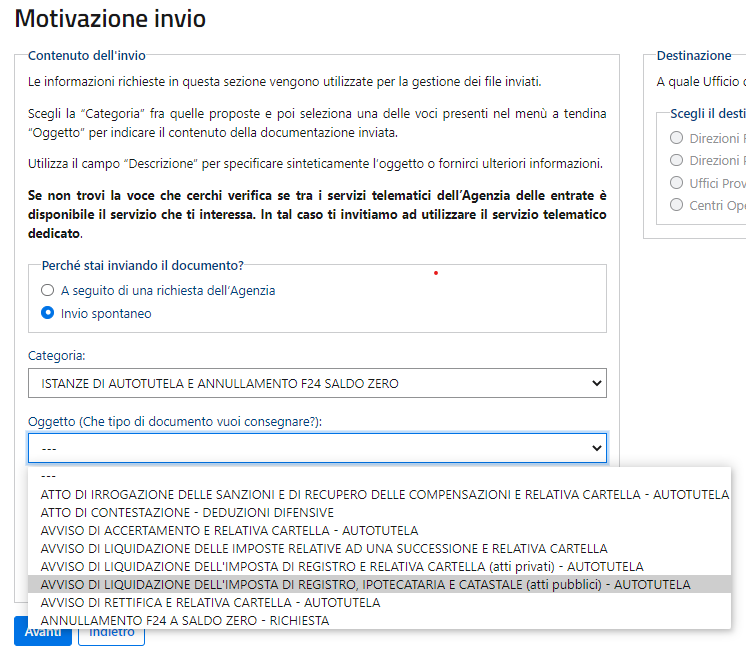 Motivazione invio
Contenuto dell'invio
Le informazioni richieste in questa sezione vengono utilizzate per la gestione dei file inviati.
Scegli la “Categoria” fra quelle proposte e poi seleziona una delle voci presenti nel menù a tendina
“Oggetto” per indicare il contenuto della documentazione inviata.
Utilizza il campo “Descrizione” per specificare sinteticamente l'oggetto o fornirci ulteriori informazioni.
Se non trovi la voce che cerchi verifica se tra i servizi telematici dell’Agenzia delle entrate è
disponibile il servizio che ti interessa. In tal caso ti invitiamo ad utilizzare il servizio telematico
dedicato.
Perché stai inviando il documento?
A seguito di una richiesta dell’Agenzia
Invio spontaneo
Categoria:
ISTANZE DI AUTOTUTELA E ANNULLAMENTO F24 SALDO ZERO
Oggetto (Che tipo di documento vuoi consegnare?):
---
---
ATTO DI IRROGAZIONE DELLE SANZIONI E DI RECUPERO DELLE COMPENSAZIONI E RELATIVA CARTELLA - AUTOTUTELA
ATTO DI CONTESTAZIONE - DEDUZIONI DIFENSIVE
AVVISO DI ACCERTAMENTO E RELATIVA CARTELLA - AUTOTUTELA
AVVISO DI LIQUIDAZIONE DELLE IMPOSTE RELATIVE AD UNA SUCCESSIONE E RELATIVA CARTELLA
AVVISO DI LIQUIDAZIONE DELL'IMPOSTA DI REGISTRO E RELATIVA CARTELLA (atti privati) - AUTOTUTELA
AVVISO DI LIQUIDAZIONE DELL'IMPOSTA DI REGISTRO, IPOTECATARIA E CATASTALE (atti pubblici) - AUTOTUTELA
AVVISO DI RETTIFICA E RELATIVA CARTELLA - AUTOTUTELA
ANNULLAMENTO F24 A SALDO ZERO - RICHIESTA
Avanti
Indietro
Destinazione
A quale Ufficio
Scegli il desti
Direzioni
Direzioni
Uffici Prov
Centri Ope